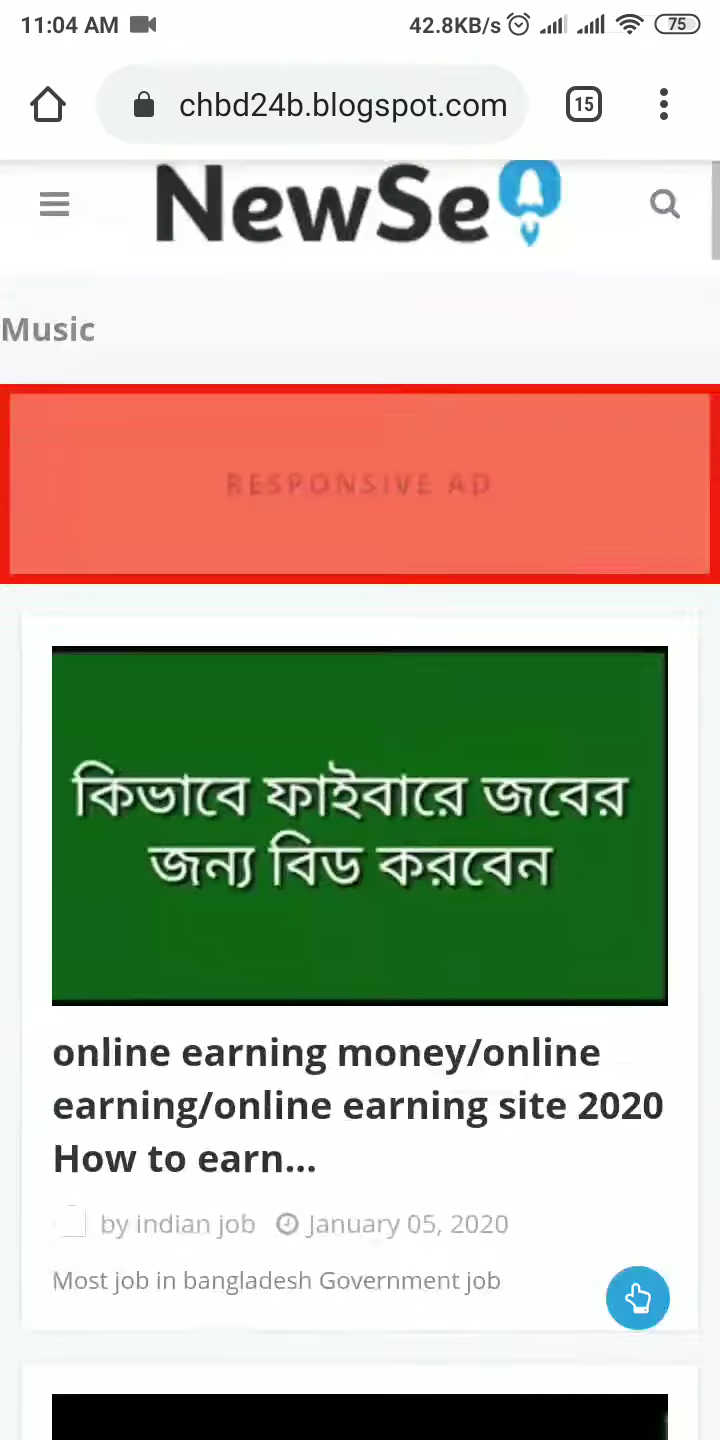 11:04 AM 42.8KB/s 75
chbd24b.blogspot.com 15
NewSe
Music
RESPONSIVE AD
কিভাবে ফাইবারে জবের
জন্য বিড করবেন
online earning money/online
earning/online earning site 2020
How to earn...
by indian job January 05, 2020
Most job in bangladesh Government job